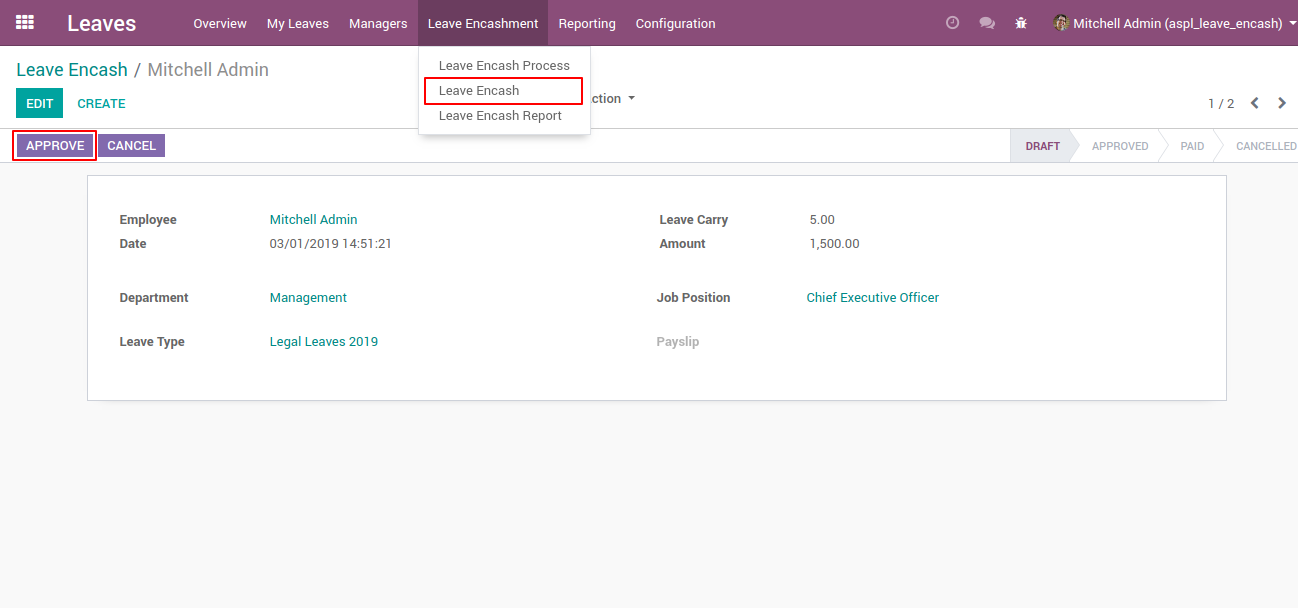 Leaves Overview My Leaves Managers Leave Encashment Reporting Configuration Mitchell Admin (aspl_leave_encash)
Leave Encash / Mitchell Admin
Leave Encash Process
Leave Encash
Leave Encash Report
EDIT CREATE
ction
1 / 2
APPROVE CANCEL
DRAFT APPROVED PAID CANCELLED
Employee Mitchell Admin Leave Carry 5.00
Date 03/01/2019 14:51:21 Amount 1,500.00
Department Management Job Position Chief Executive Officer
Leave Type Legal Leaves 2019 Payslip